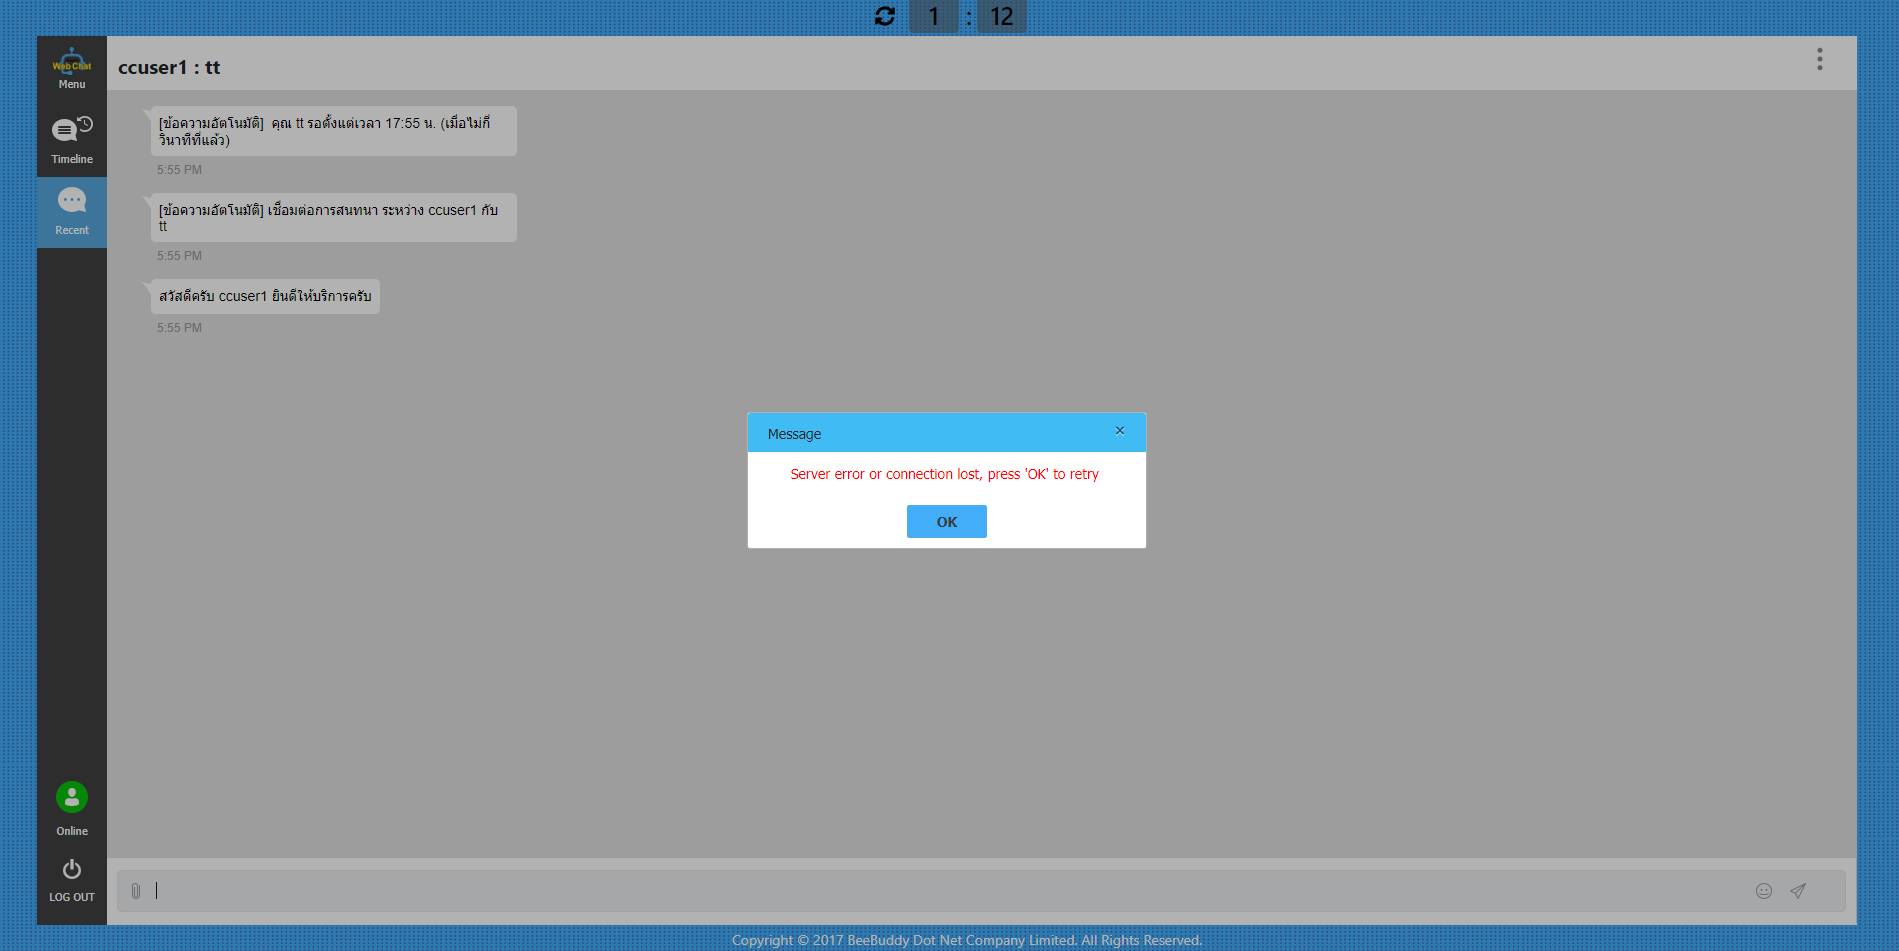 1 : 12
Web Chat
Menu
Timeline
Recent
ccuser1 : tt
[ข้อความอัตโนมัติ]  คุณ tt รอตั้งแต่เวลา 17:55 น. (เมื่อไม่กี่
วินาทีที่แล้ว)
5:55 PM
[ข้อความอัตโนมัติ] เชื่อมต่อการสนทนา ระหว่าง ccuser1 กับ
tt
5:55 PM
สวัสดีครับ ccuser1 ยินดีให้บริการครับ
5:55 PM
Message
Server error or connection lost, press 'OK' to retry
OK
Online
LOG OUT
Copyright © 2017 BeeBuddy Dot Net Company Limited. All Rights Reserved.